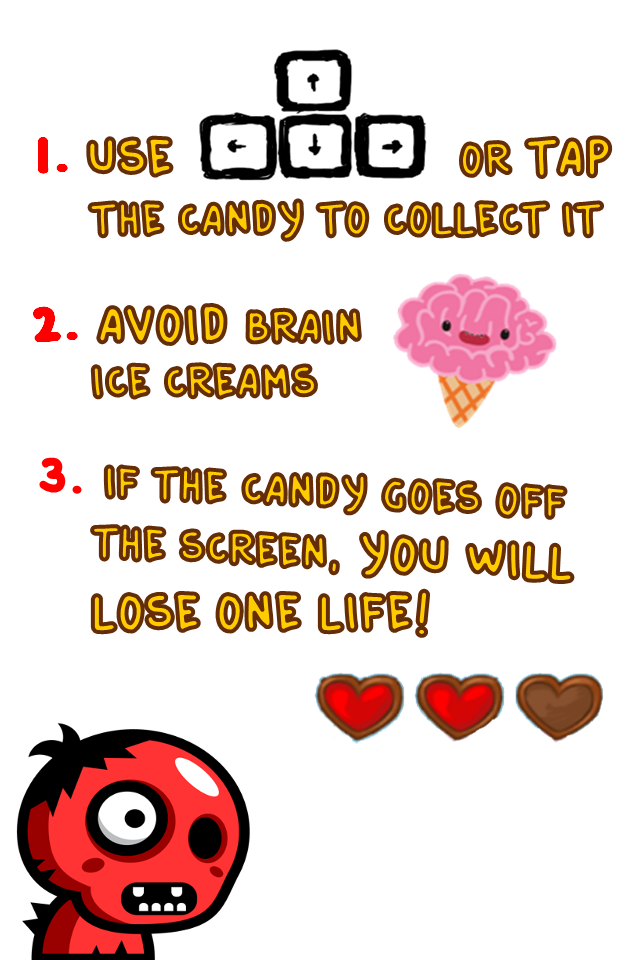 1. USE ↑ ← ↓ → OR TAP
THE CANDY TO COLLECT IT
2. AVOID BRAIN
ICE CREAMS
3. IF THE CANDY GOES OFF
THE SCREEN, YOU WILL
LOSE ONE LIFE!